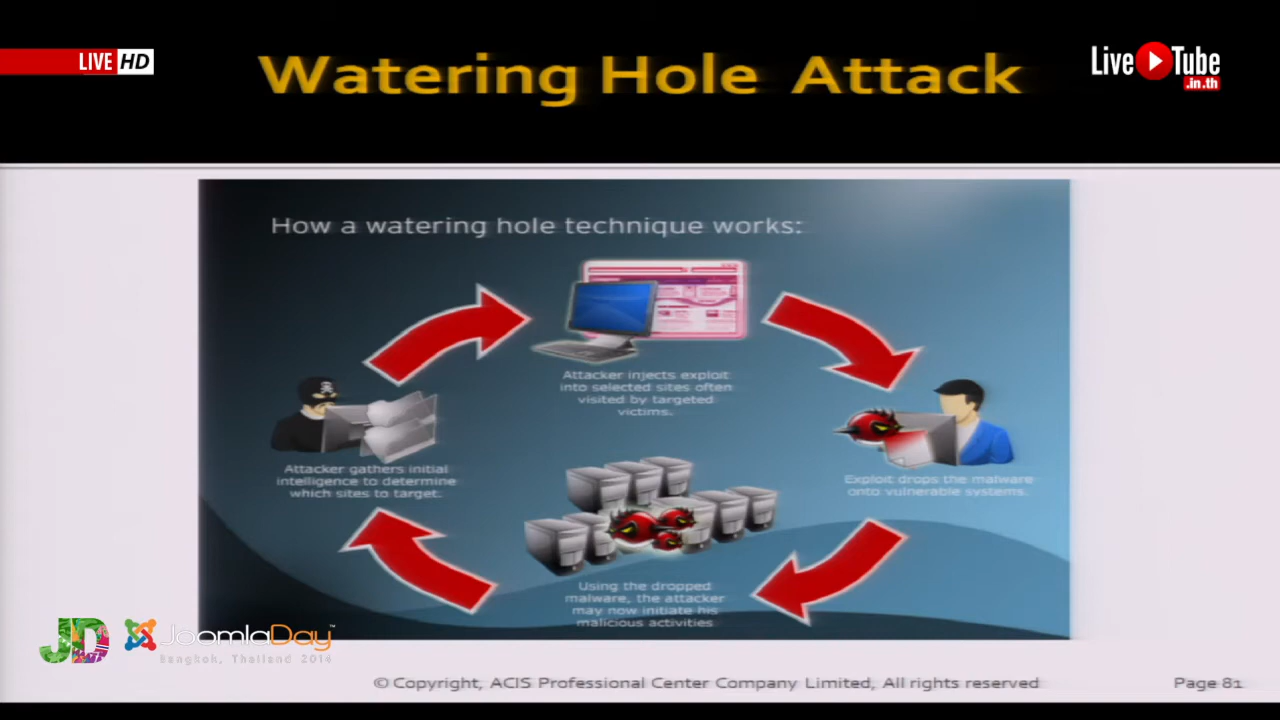 LIVE HD
Watering Hole Attack
Live Tube
.in.th
How a watering hole technique works:
Attacker injects exploit
into selected sites often
visited by targeted
victims.
Attacker gathers initial
intelligence to determine
which sites to target.
Exploit drops the malware
onto vulnerable systems.
Using the dropped
malware, the attacker
may now initiate his
malicious activities
JD JoomlaDay™
Bangkok, Thailand 2014
© Copyright, ACIS Professional Center Company Limited, All rights reserved
Page 81